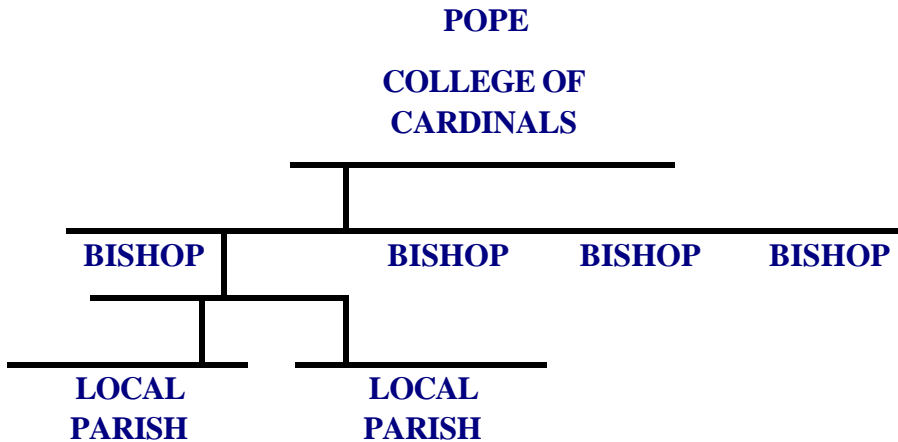 POPE
COLLEGE OF
CARDINALS
BISHOP BISHOP BISHOP BISHOP
LOCAL
PARISH
LOCAL
PARISH